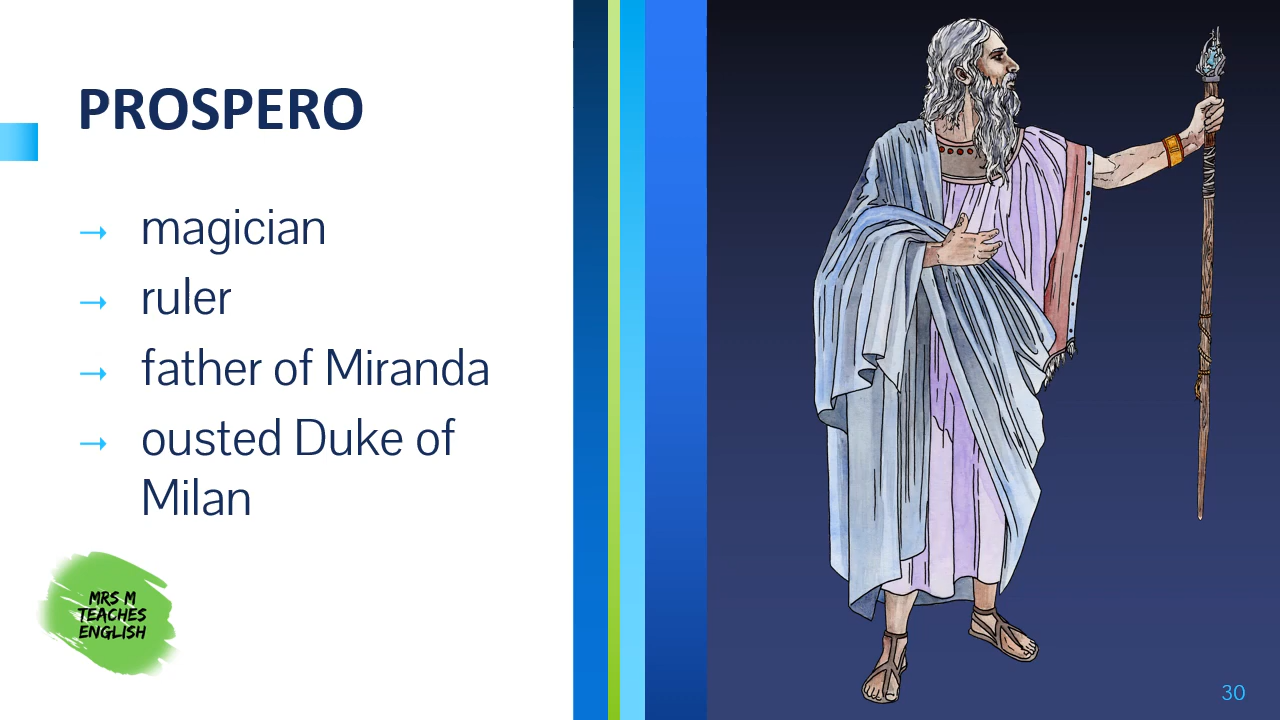 PROSPERO
→ magician
→ ruler
→ father of Miranda
→ ousted Duke of
Milan
MRS M
TEACHES
ENGLISH
30